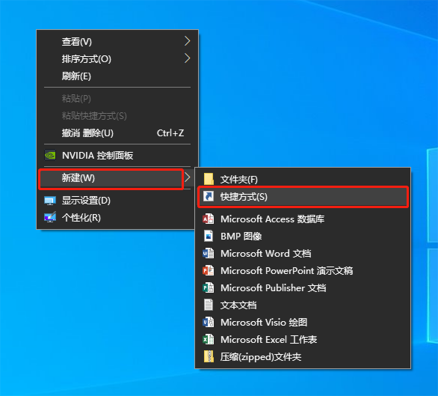 查看(V)
排序方式(O)
刷新(E)
粘贴(P)
粘贴快捷方式(S)
撤消 删除(U) Ctrl+Z
NVIDIA 控制面板
新建(W)
显示设置(D)
个性化(R)
文件夹(F)
快捷方式(S)
Microsoft Access 数据库
BMP 图像
Microsoft Word 文档
Microsoft PowerPoint 演示文稿
Microsoft Publisher 文档
文本文档
Microsoft Visio 绘图
Microsoft Excel 工作表
压缩(zipped)文件夹